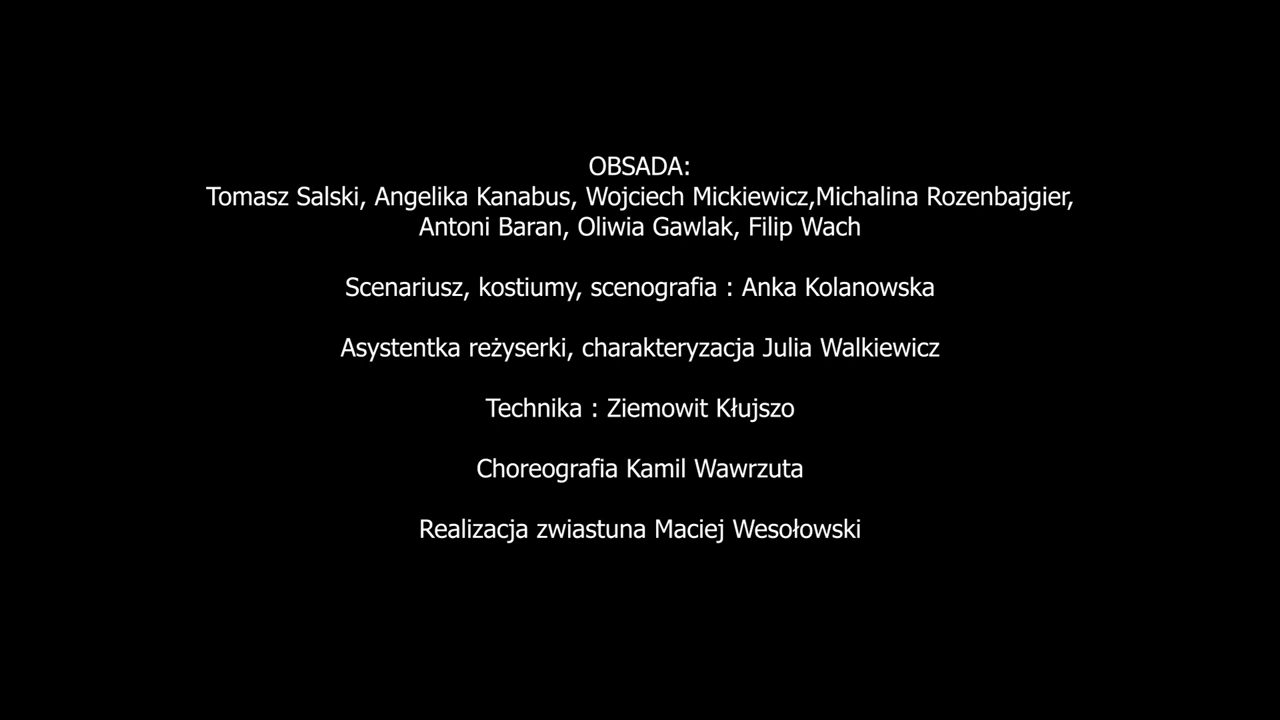 OBSADA:
Tomasz Salski, Angelika Kanabus, Wojciech Mickiewicz,Michalina Rozenbajgier,
Antoni Baran, Oliwia Gawlak, Filip Wach
Scenariusz, kostiumy, scenografia : Anka Kolanowska
Asystentka reżyserki, charakteryzacja Julia Walkiewicz
Technika : Ziemowit Kłujszo
Choreografia Kamil Wawrzuta
Realizacja zwiastuna Maciej Wesołowski